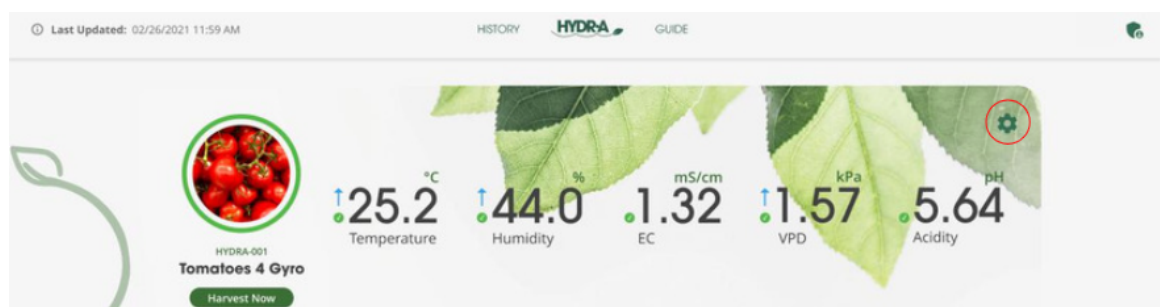 Last Updated: 02/26/2021 11:59 AM
HISTORY HYDR-A GUIDE
°C % mS/cm kPa pH
25.2 44.0 1.32 1.57 5.64
Temperature Humidity EC VPD Acidity
HYDRA-001
Tomatoes 4 Gyro
Harvest Now